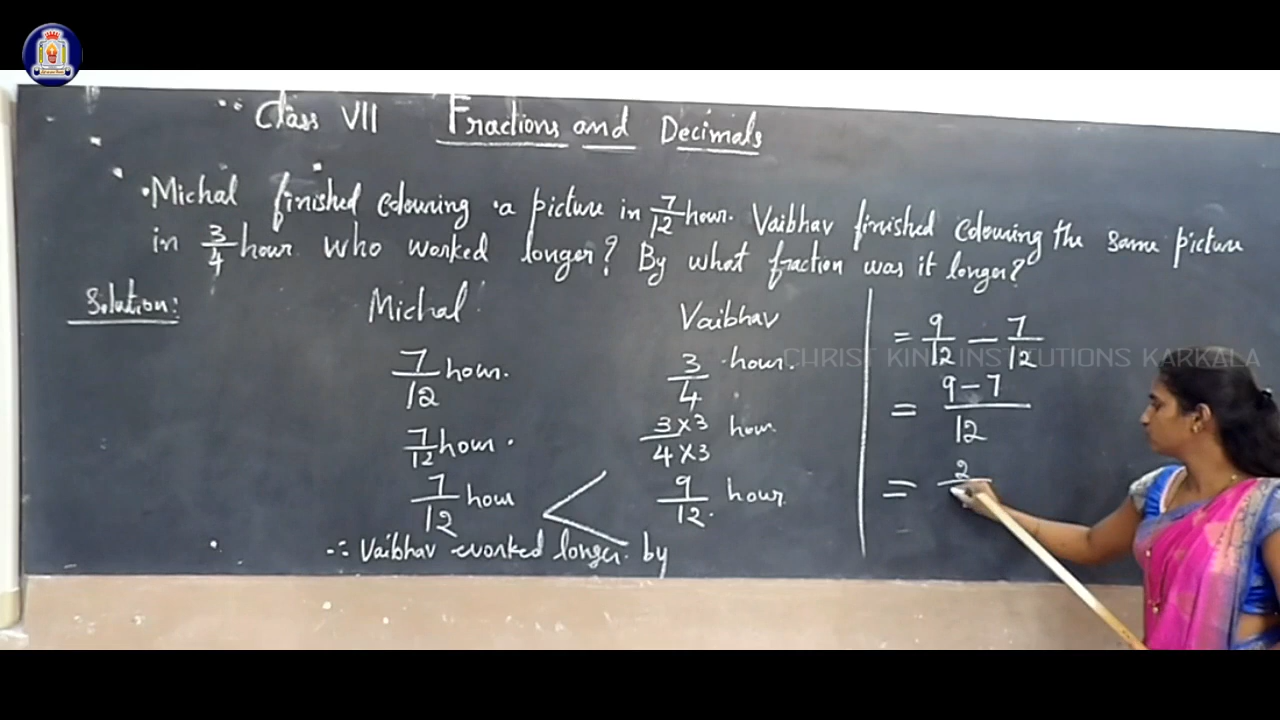 Class VII Fractions and Decimals
Michal finished colouring a picture in 7/12 hour. Vaibhav finished colouring the same picture
in 3/4 hour. Who worked longer? By what fraction was it longer?
Solution:
Michal
7/12 hour.
7/12 hour.
7/12 hour <
Vaibhav
3/4 hour.
3×3/4×3 hour
9/12. hour.
∴ Vaibhav worked longer by
= 9/12 − 7/12
= 9−7/12
= 2
CHRIST KING INSTITUTIONS KARKALA